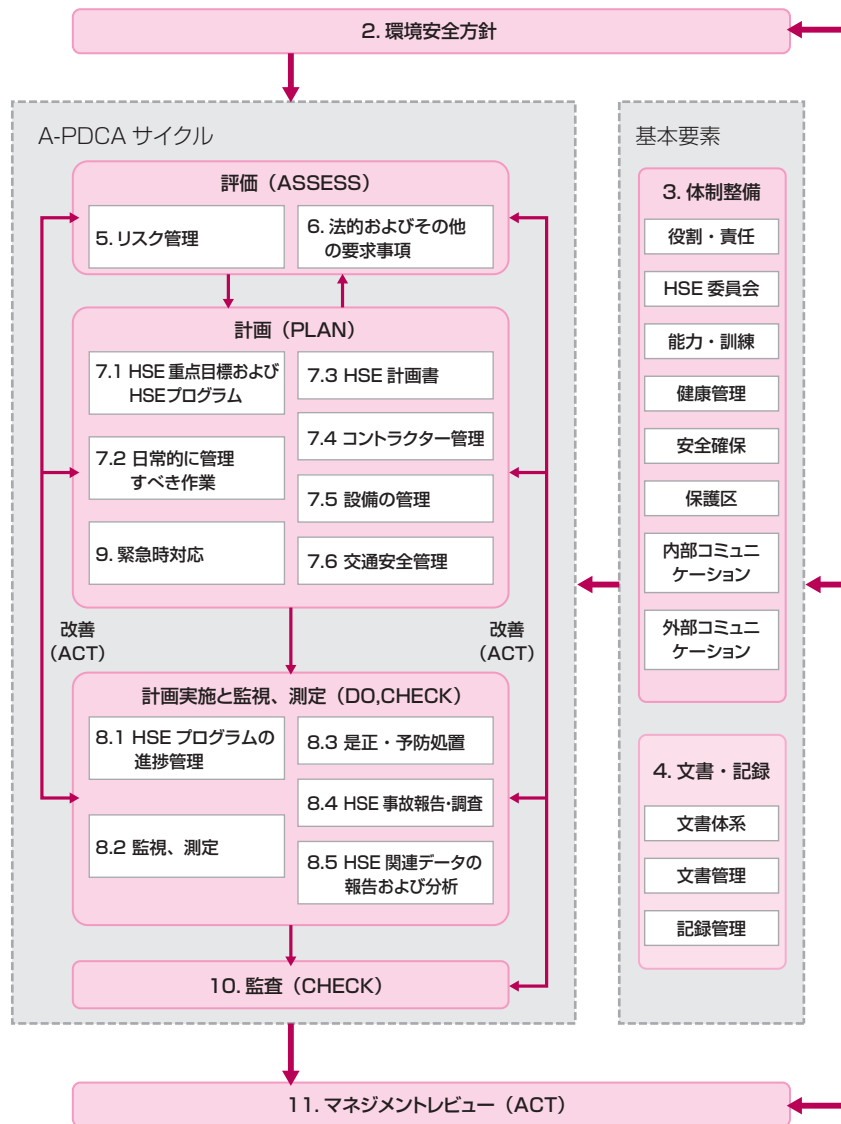 2. 環境安全方針
A-PDCA サイクル
評価（ASSESS）
5. リスク管理
6. 法的およびその他
の要求事項
計画（PLAN）
7.1 HSE 重点目標および
HSEプログラム
7.2 日常的に管理
すべき作業
9. 緊急時対応
7.3 HSE 計画書
7.4 コントラクター管理
7.5 設備の管理
7.6 交通安全管理
改善
（ACT）
改善
（ACT）
計画実施と監視、測定（DO,CHECK）
8.1 HSE プログラムの
進捗管理
8.2 監視、測定
8.3 是正・予防処置
8.4 HSE 事故報告・調査
8.5 HSE 関連データの
報告および分析
10. 監査（CHECK）
基本要素
3. 体制整備
役割・責任
HSE 委員会
能力・訓練
健康管理
安全確保
保護区
内部コミュニ
ケーション
外部コミュニ
ケーション
4. 文書・記録
文書体系
文書管理
記録管理
11. マネジメントレビュー（ACT）